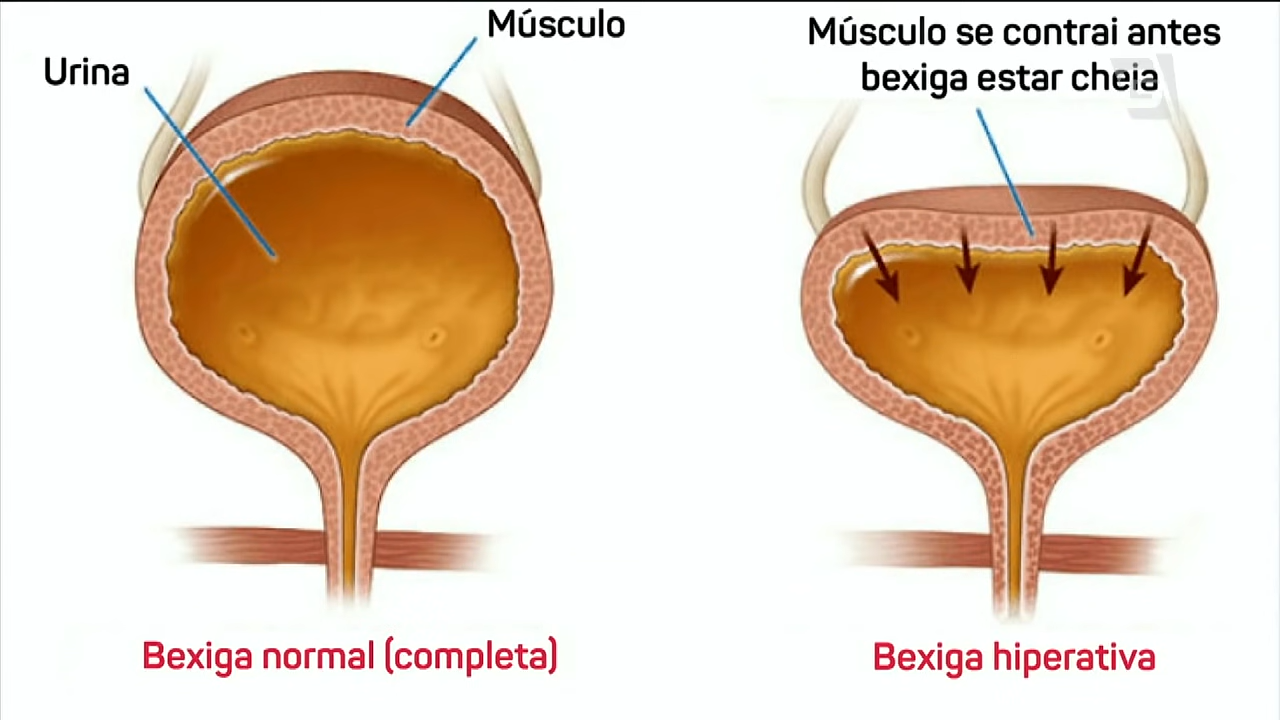 Músculo
Urina
Músculo se contrai antes
bexiga estar cheia
Bexiga normal (completa)
Bexiga hiperativa